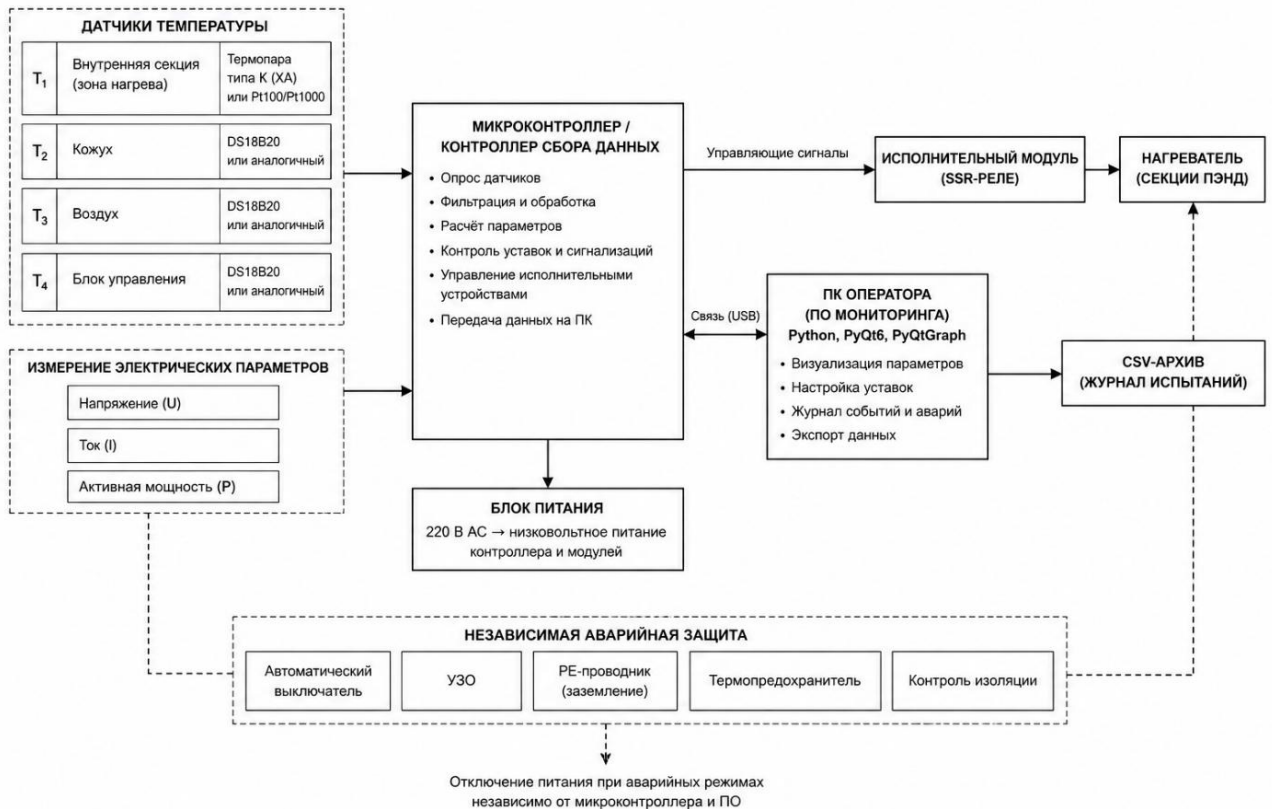 ДАТЧИКИ ТЕМПЕРАТУРЫ
T₁
Внутренняя секция
(зона нагрева)
Термопара
типа K (ХА)
или Pt100/Pt1000
T₂
Кожух
DS18B20
или аналогичный
T₃
Воздух
DS18B20
или аналогичный
T₄
Блок управления
DS18B20
или аналогичный
ИЗМЕРЕНИЕ ЭЛЕКТРИЧЕСКИХ ПАРАМЕТРОВ
Напряжение (U)
Ток (I)
Активная мощность (P)
МИКРОКОНТРОЛЛЕР /
КОНТРОЛЛЕР СБОРА ДАННЫХ
• Опрос датчиков
• Фильтрация и обработка
• Расчёт параметров
• Контроль уставок и сигнализаций
• Управление исполнительными
устройствами
• Передача данных на ПК
Управляющие сигналы
ИСПОЛНИТЕЛЬНЫЙ МОДУЛЬ
(SSR-РЕЛЕ)
НАГРЕВАТЕЛЬ
(СЕКЦИИ ПЭНД)
Связь (USB)
ПК ОПЕРАТОРА
(ПО МОНИТОРИНГА)
Python, PyQt6, PyQtGraph
• Визуализация параметров
• Настройка уставок
• Журнал событий и аварий
• Экспорт данных
CSV-АРХИВ
(ЖУРНАЛ ИСПЫТАНИЙ)
БЛОК ПИТАНИЯ
220 В AC → низковольтное питание
контроллера и модулей
НЕЗАВИСИМАЯ АВАРИЙНАЯ ЗАЩИТА
Автоматический
выключатель
УЗО
PE-проводник
(заземление)
Термопредохранитель
Контроль изоляции
Отключение питания при аварийных режимах
независимо от микроконтроллера и ПО